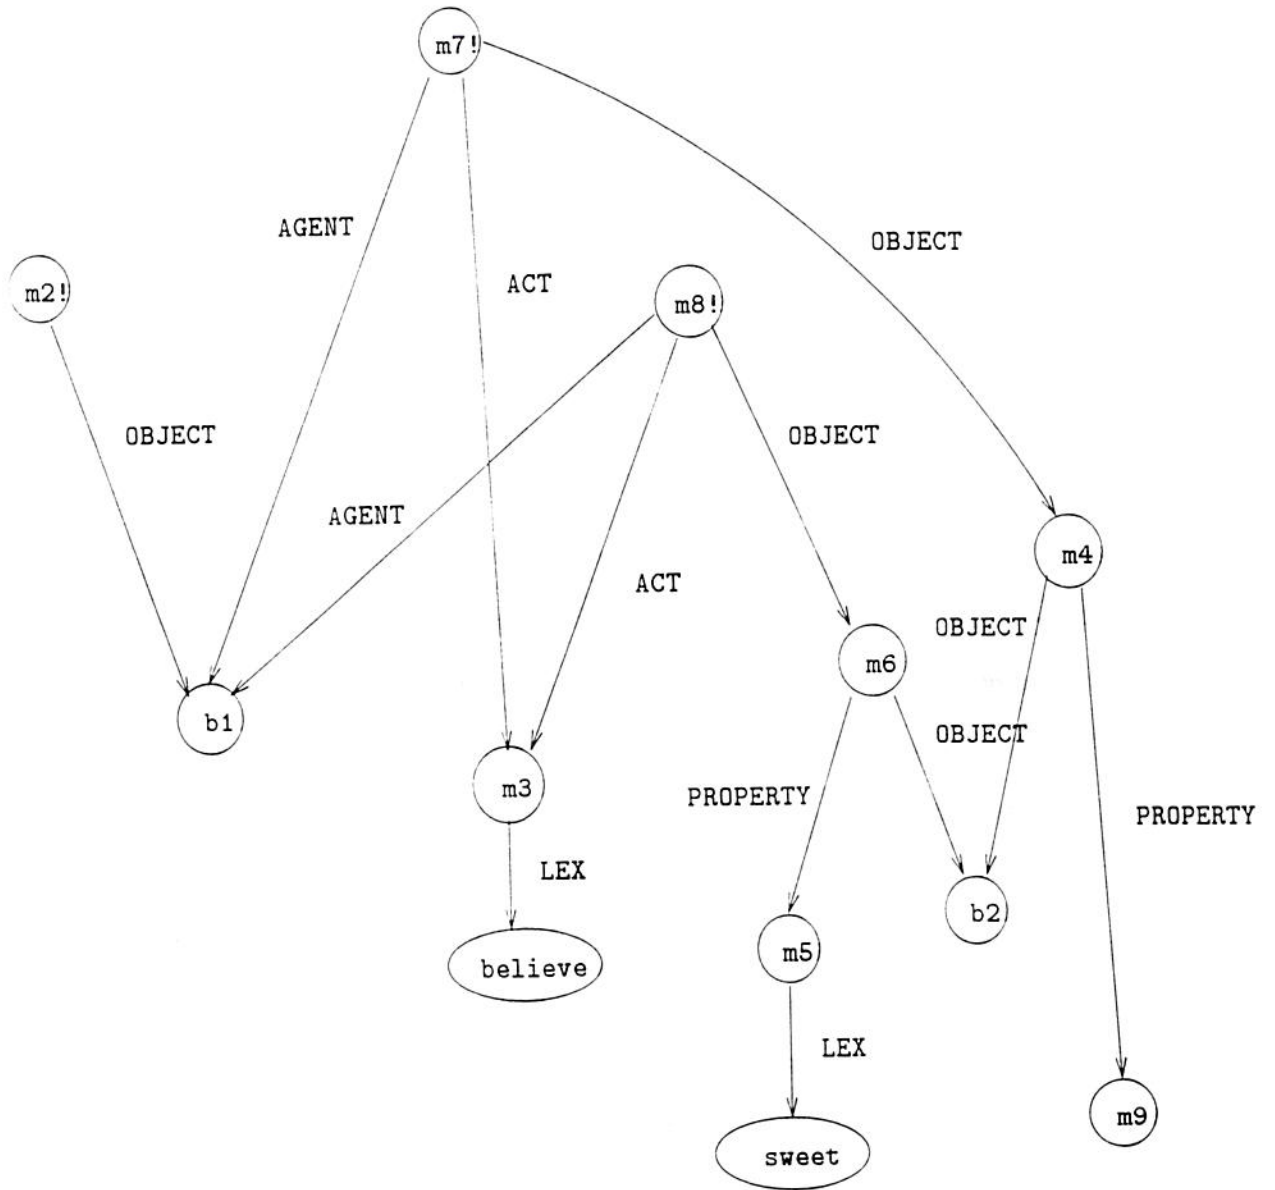 m7!
AGENT
OBJECT
ACT
m2!
m8!
OBJECT
OBJECT
AGENT
m4
ACT
OBJECT
m6
b1
OBJECT
m3
PROPERTY
PROPERTY
LEX
b2
m5
believe
LEX
m9
sweet